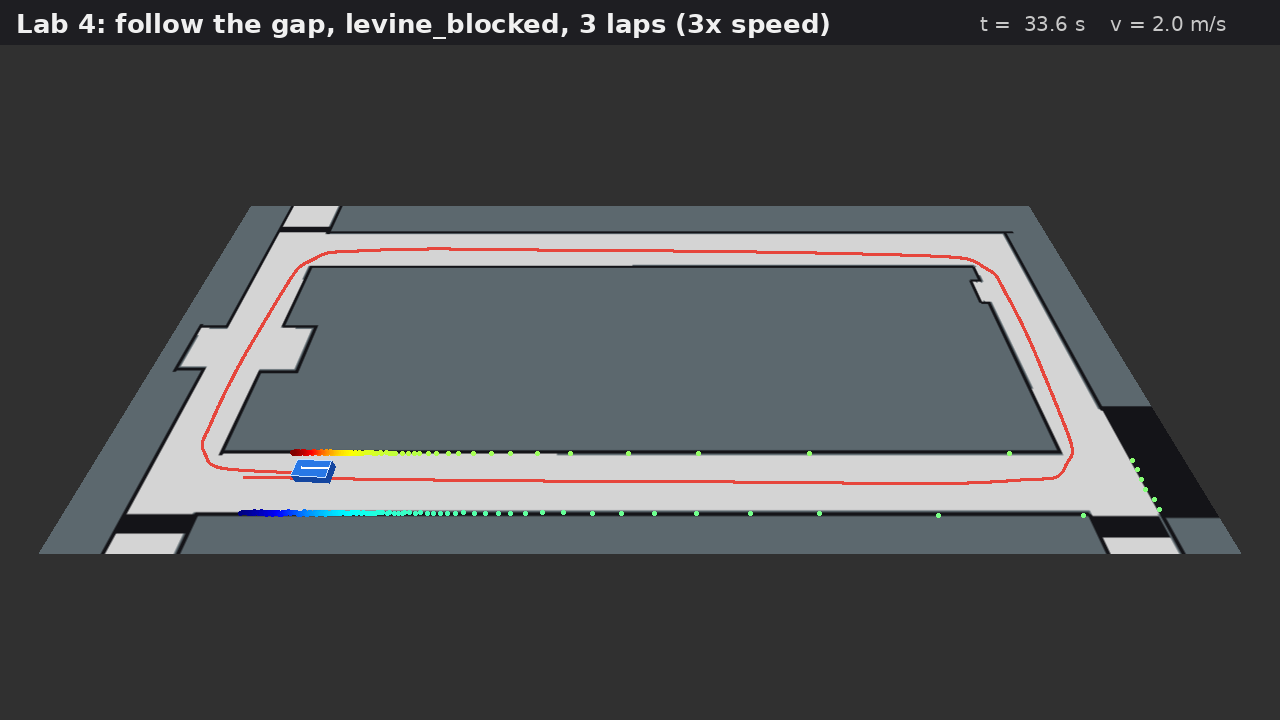 Lab 4: follow the gap, levine_blocked, 3 laps (3x speed)
t =  33.6 s    v = 2.0 m/s